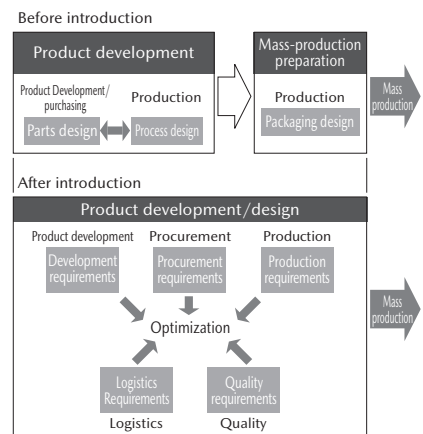 Before introduction
Product development
Mass-production
preparation
Product Development/
purchasing
Production
Parts design
Process design
Production
Packaging design
Mass
production
After introduction
Product development/design
Product development
Procurement
Production
Development
requirements
Procurement
requirements
Production
requirements
Mass
production
Optimization
Logistics
Requirements
Quality
requirements
Logistics
Quality